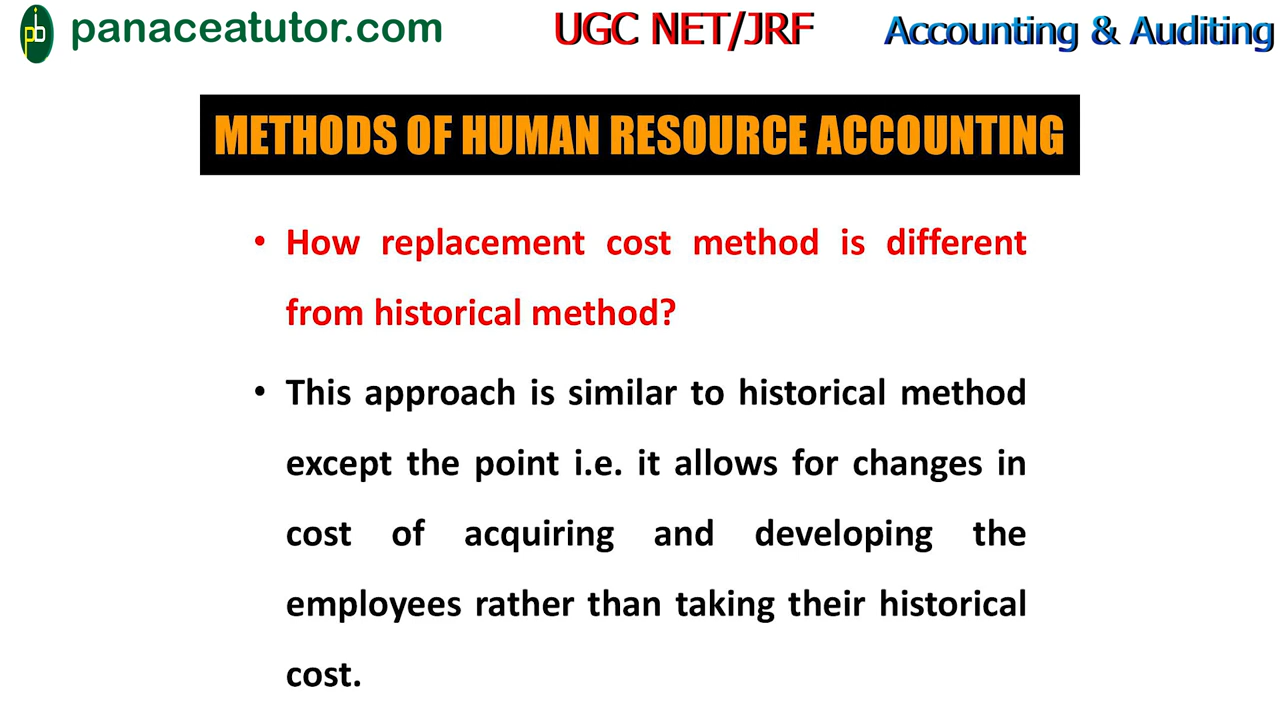 pb panaceatutor.com UGC NET/JRF Accounting & Auditing
METHODS OF HUMAN RESOURCE ACCOUNTING
• How replacement cost method is different
from historical method?
• This approach is similar to historical method
except the point i.e. it allows for changes in
cost of acquiring and developing the
employees rather than taking their historical
cost.